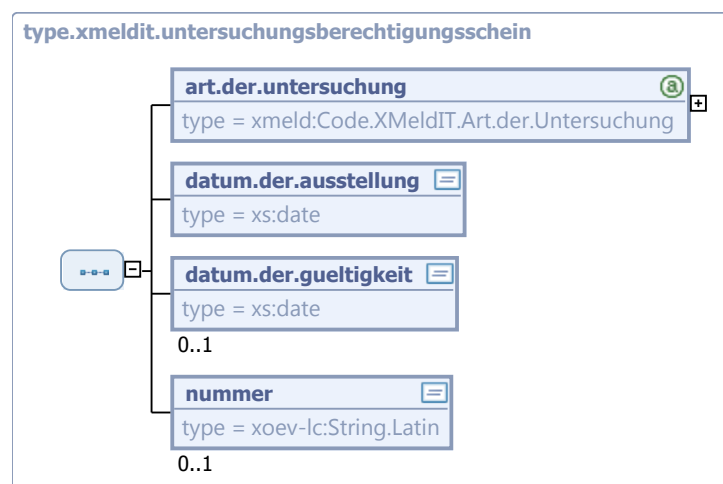 type.xmeldit.untersuchungsberechtigungsschein
art.der.untersuchung
type = xmeld:Code.XMeldIT.Art.der.Untersuchung
datum.der.ausstellung
type = xs:date
datum.der.gueltigkeit
type = xs:date
0..1
nummer
type = xoev-lc:String.Latin
0..1